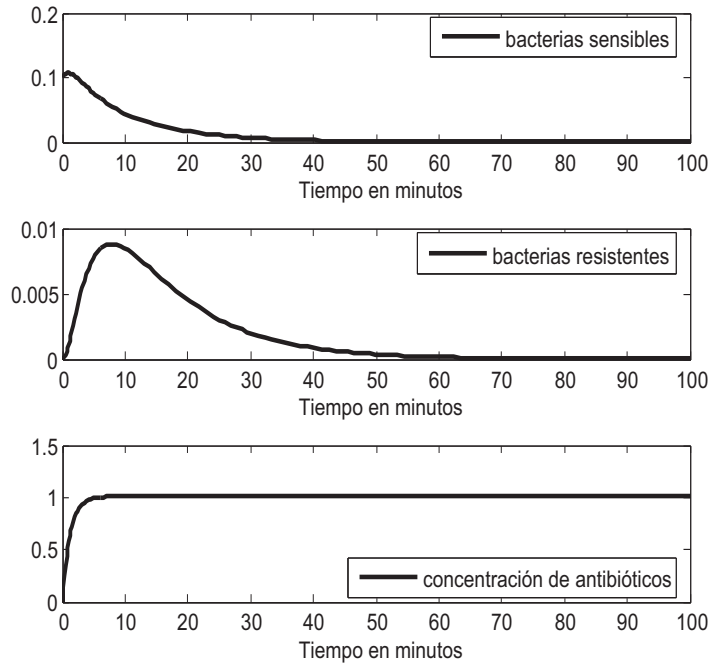 0.2
bacterias sensibles
0.1
0
0 10 20 30 40 50 60 70 80 90 100
Tiempo en minutos
0.01
bacterias resistentes
0.005
0
0 10 20 30 40 50 60 70 80 90 100
Tiempo en minutos
1.5
1
0.5
concentración de antibióticos
0
0 10 20 30 40 50 60 70 80 90 100
Tiempo en minutos